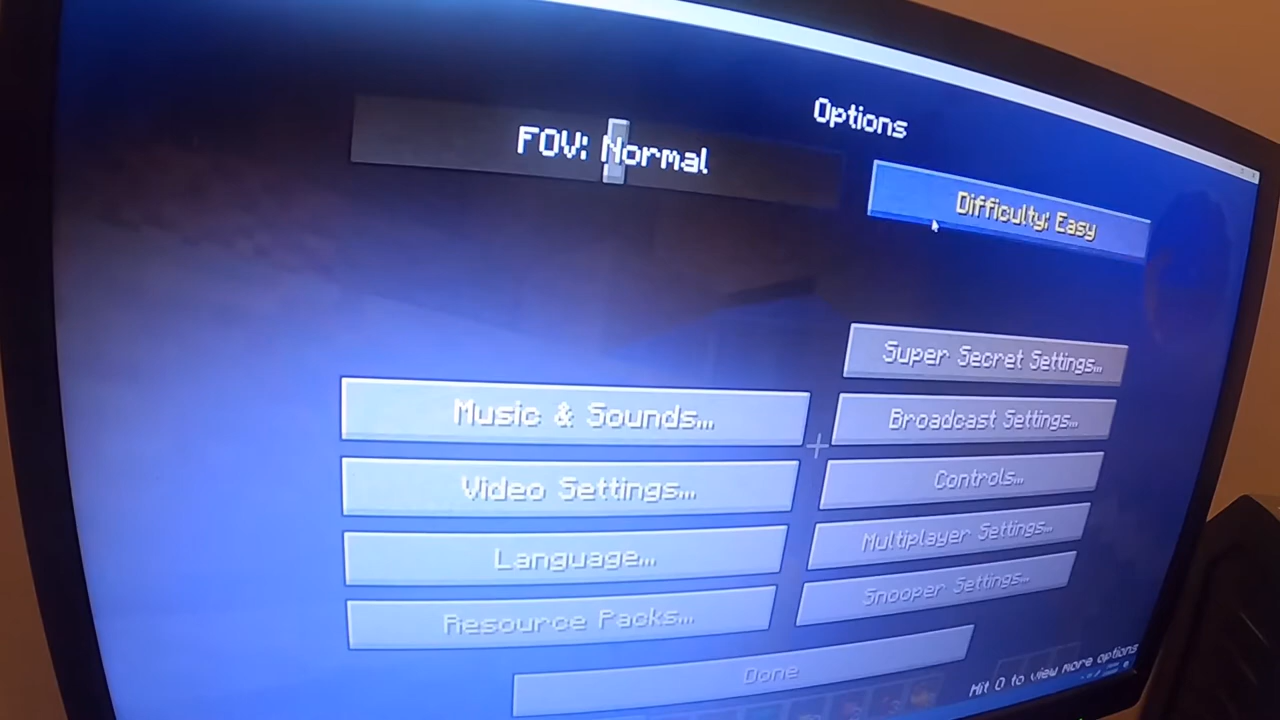 Options
FOV: Normal
Difficulty: Easy
Super Secret Settings...
Music & Sounds...
Broadcast Settings...
Video Settings...
Controls...
Language...
Multiplayer Settings...
Resource Packs...
Snooper Settings...
Done
Hit O to view more options